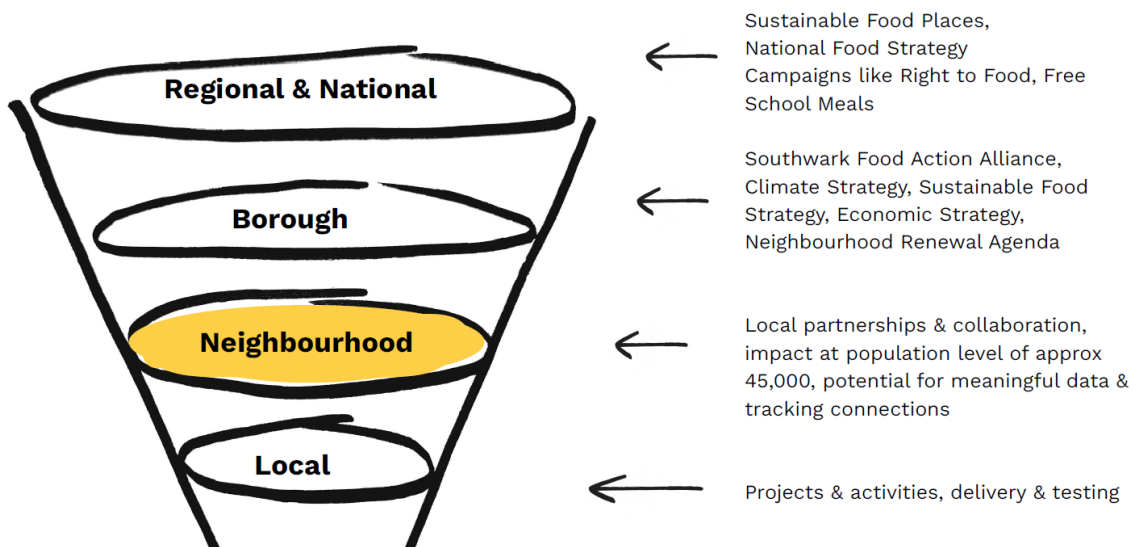 Regional & National
Sustainable Food Places,
National Food Strategy
Campaigns like Right to Food, Free
School Meals
Borough
Southwark Food Action Alliance,
Climate Strategy, Sustainable Food
Strategy, Economic Strategy,
Neighbourhood Renewal Agenda
Neighbourhood
Local partnerships & collaboration,
impact at population level of approx
45,000, potential for meaningful data &
tracking connections
Local
Projects & activities, delivery & testing